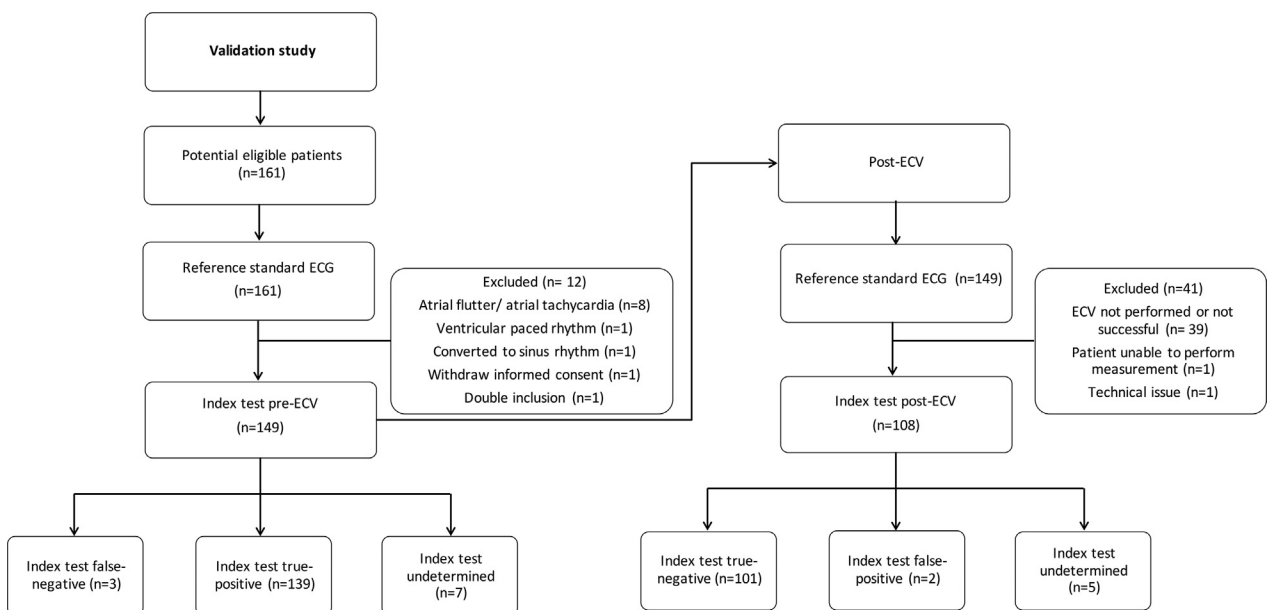 Validation study
Potential eligible patients
(n=161)
Reference standard ECG
(n=161)
Excluded (n= 12)
Atrial flutter/ atrial tachycardia (n=8)
Ventricular paced rhythm (n=1)
Converted to sinus rhythm (n=1)
Withdraw informed consent (n=1)
Double inclusion (n=1)
Index test pre-ECV
(n=149)
Index test false-
negative (n=3)
Index test true-
positive (n=139)
Index test
undetermined
(n=7)
Post-ECV
Reference standard ECG (n=149)
Excluded (n=41)
ECV not performed or not
successful (n= 39)
Patient unable to perform
measurement (n=1)
Technical issue (n=1)
Index test post-ECV
(n=108)
Index test true-
negative (n=101)
Index test false-
positive (n=2)
Index test
undetermined
(n=5)